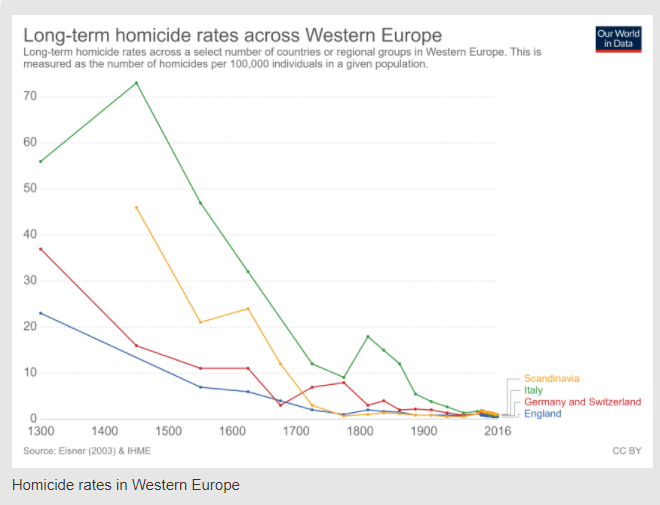 Long-term homicide rates across Western Europe
Our World
in Data
Long-term homicide rates across a select number of countries or regional groups in Western Europe. This is
measured as the number of homicides per 100,000 individuals in a given population.
70
60
50
40
30
20
10
0
1300
1400
1500
1600
1700
1800
1900
2016
Scandinavia
Italy
Germany and Switzerland
England
Source: Eisner (2003) & IHME
CC BY
Homicide rates in Western Europe